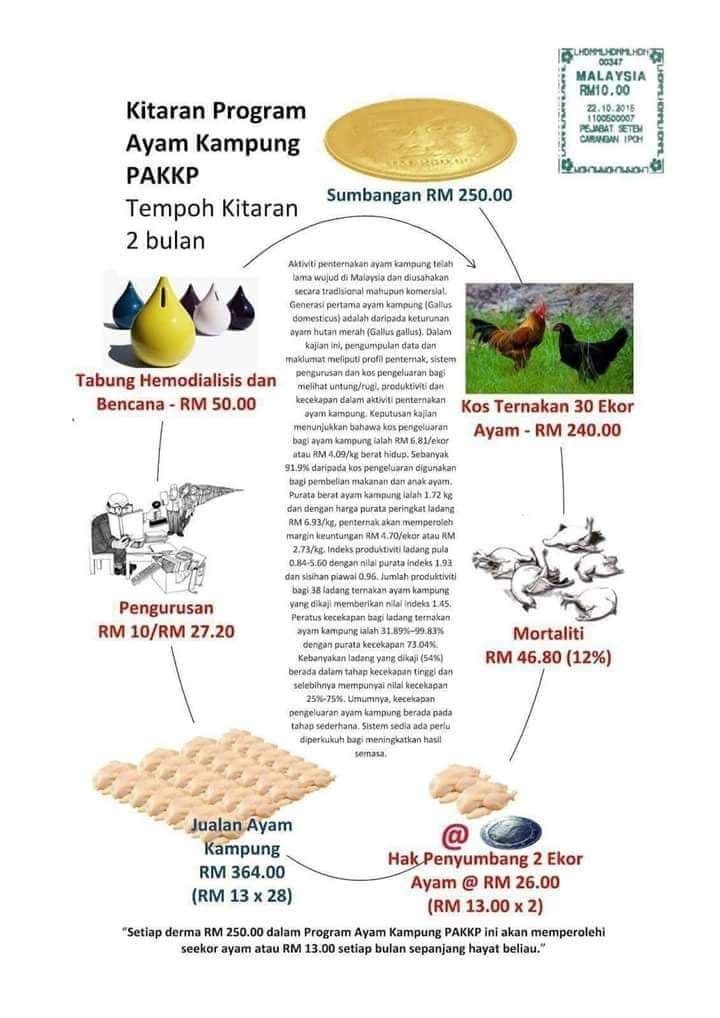 LHDNMLHDNMLHDN
00347
MALAYSIA
RM10.00
22.10.2015
1100500007
PEJABAT SETEM
CAWANGAN IPOH
Kitaran Program
Ayam Kampung
PAKKP
Tempoh Kitaran
2 bulan
Sumbangan RM 250.00
Aktiviti penternakan ayam kampung telah
lama wujud di Malaysia dan diusahakan
secara tradisional mahupun komersial.
Generasi pertama ayam kampung (Gallus
domesticus) adalah daripada keturunan
ayam hutan merah (Gallus gallus). Dalam
kajian ini, pengumpulan data dan
maklumat meliputi profil penternak, sistem
pengurusan dan kos pengeluaran bagi
melihat untung/rugi, produktiviti dan
kecekapan dalam aktiviti penternakan
ayam kampung. Keputusan kajian
menunjukkan bahawa kos pengeluaran
bagi ayam kampung ialah RM 6.81/ekor
atau RM 4.09/kg berat hidup. Sebanyak
91.9% daripada kos pengeluaran digunakan
bagi pembelian makanan dan anak ayam.
Purata berat ayam kampung ialah 1.72 kg
dan dengan harga purata peringkat ladang
RM 6.93/kg, penternak akan memperoleh
margin keuntungan RM 4.70/ekor atau RM
2.73/kg. Indeks produktiviti ladang pula
0.84-5.60 dengan nilai purata indeks 1.93
dan sisihan piawai 0.96. Jumlah produktiviti
bagi 38 ladang ternakan ayam kampung
yang dikaji memberikan nilai indeks 1.45.
Peratus kecekapan bagi ladang ternakan
ayam kampung ialah 31.89%–99.83%
dengan purata kecekapan 73.04%.
Kebanyakan ladang yang dikaji (54%)
berada dalam tahap kecekapan tinggi dan
selebihnya mempunyai nilai kecekapan
25%-75%. Umumnya, kecekapan
pengeluaran ayam kampung berada pada
tahap sederhana. Sistem sedia ada perlu
diperkukuh bagi meningkatkan hasil
semasa.
Kos Ternakan 30 Ekor
Ayam - RM 240.00
Mortaliti
RM 46.80 (12%)
@
Hak Penyumbang 2 Ekor
Ayam @ RM 26.00
(RM 13.00 x 2)
Jualan Ayam
Kampung
RM 364.00
(RM 13 x 28)
Pengurusan
RM 10/RM 27.20
Tabung Hemodialisis dan
Bencana - RM 50.00
"Setiap derma RM 250.00 dalam Program Ayam Kampung PAKKP ini akan memperolehi
seekor ayam atau RM 13.00 setiap bulan sepanjang hayat beliau."